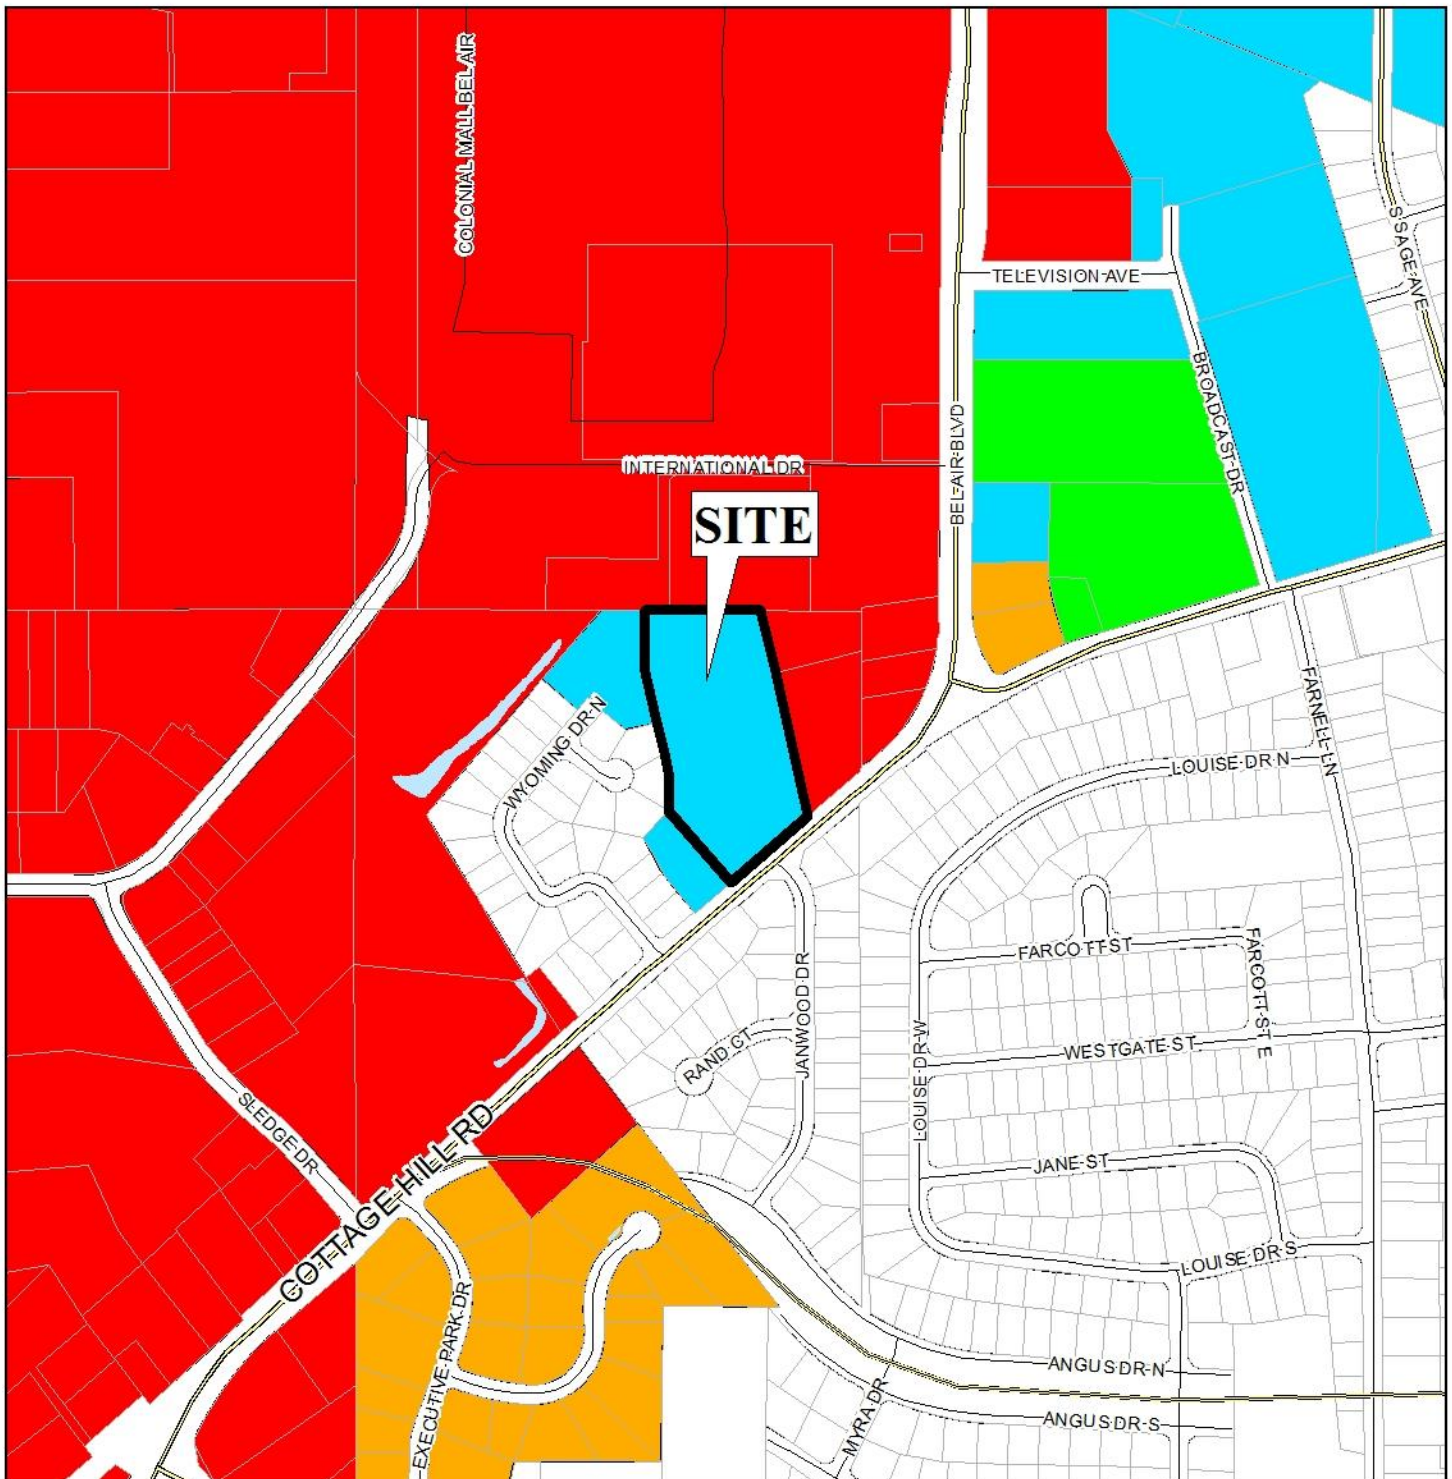 COLONIAL MALL BEL AIR
S SAGE AVE
TELEVISION AVE
BROADCAST DR
BEL AIR BLVD
INTERNATIONAL DR
SITE
WYOMING DR N
FARNELL LN
LOUISE DR N
FARCOTT ST
FARCOTT ST E
JANWOOD DR
RAND CT
LOUISE DR W
WESTGATE ST
SLEDGE DR
COTTAGE HILL RD
JANE ST
LOUISE DR S
EXECUTIVE PARK DR
ANGUS DR N
MYRA DR
ANGUS DR S